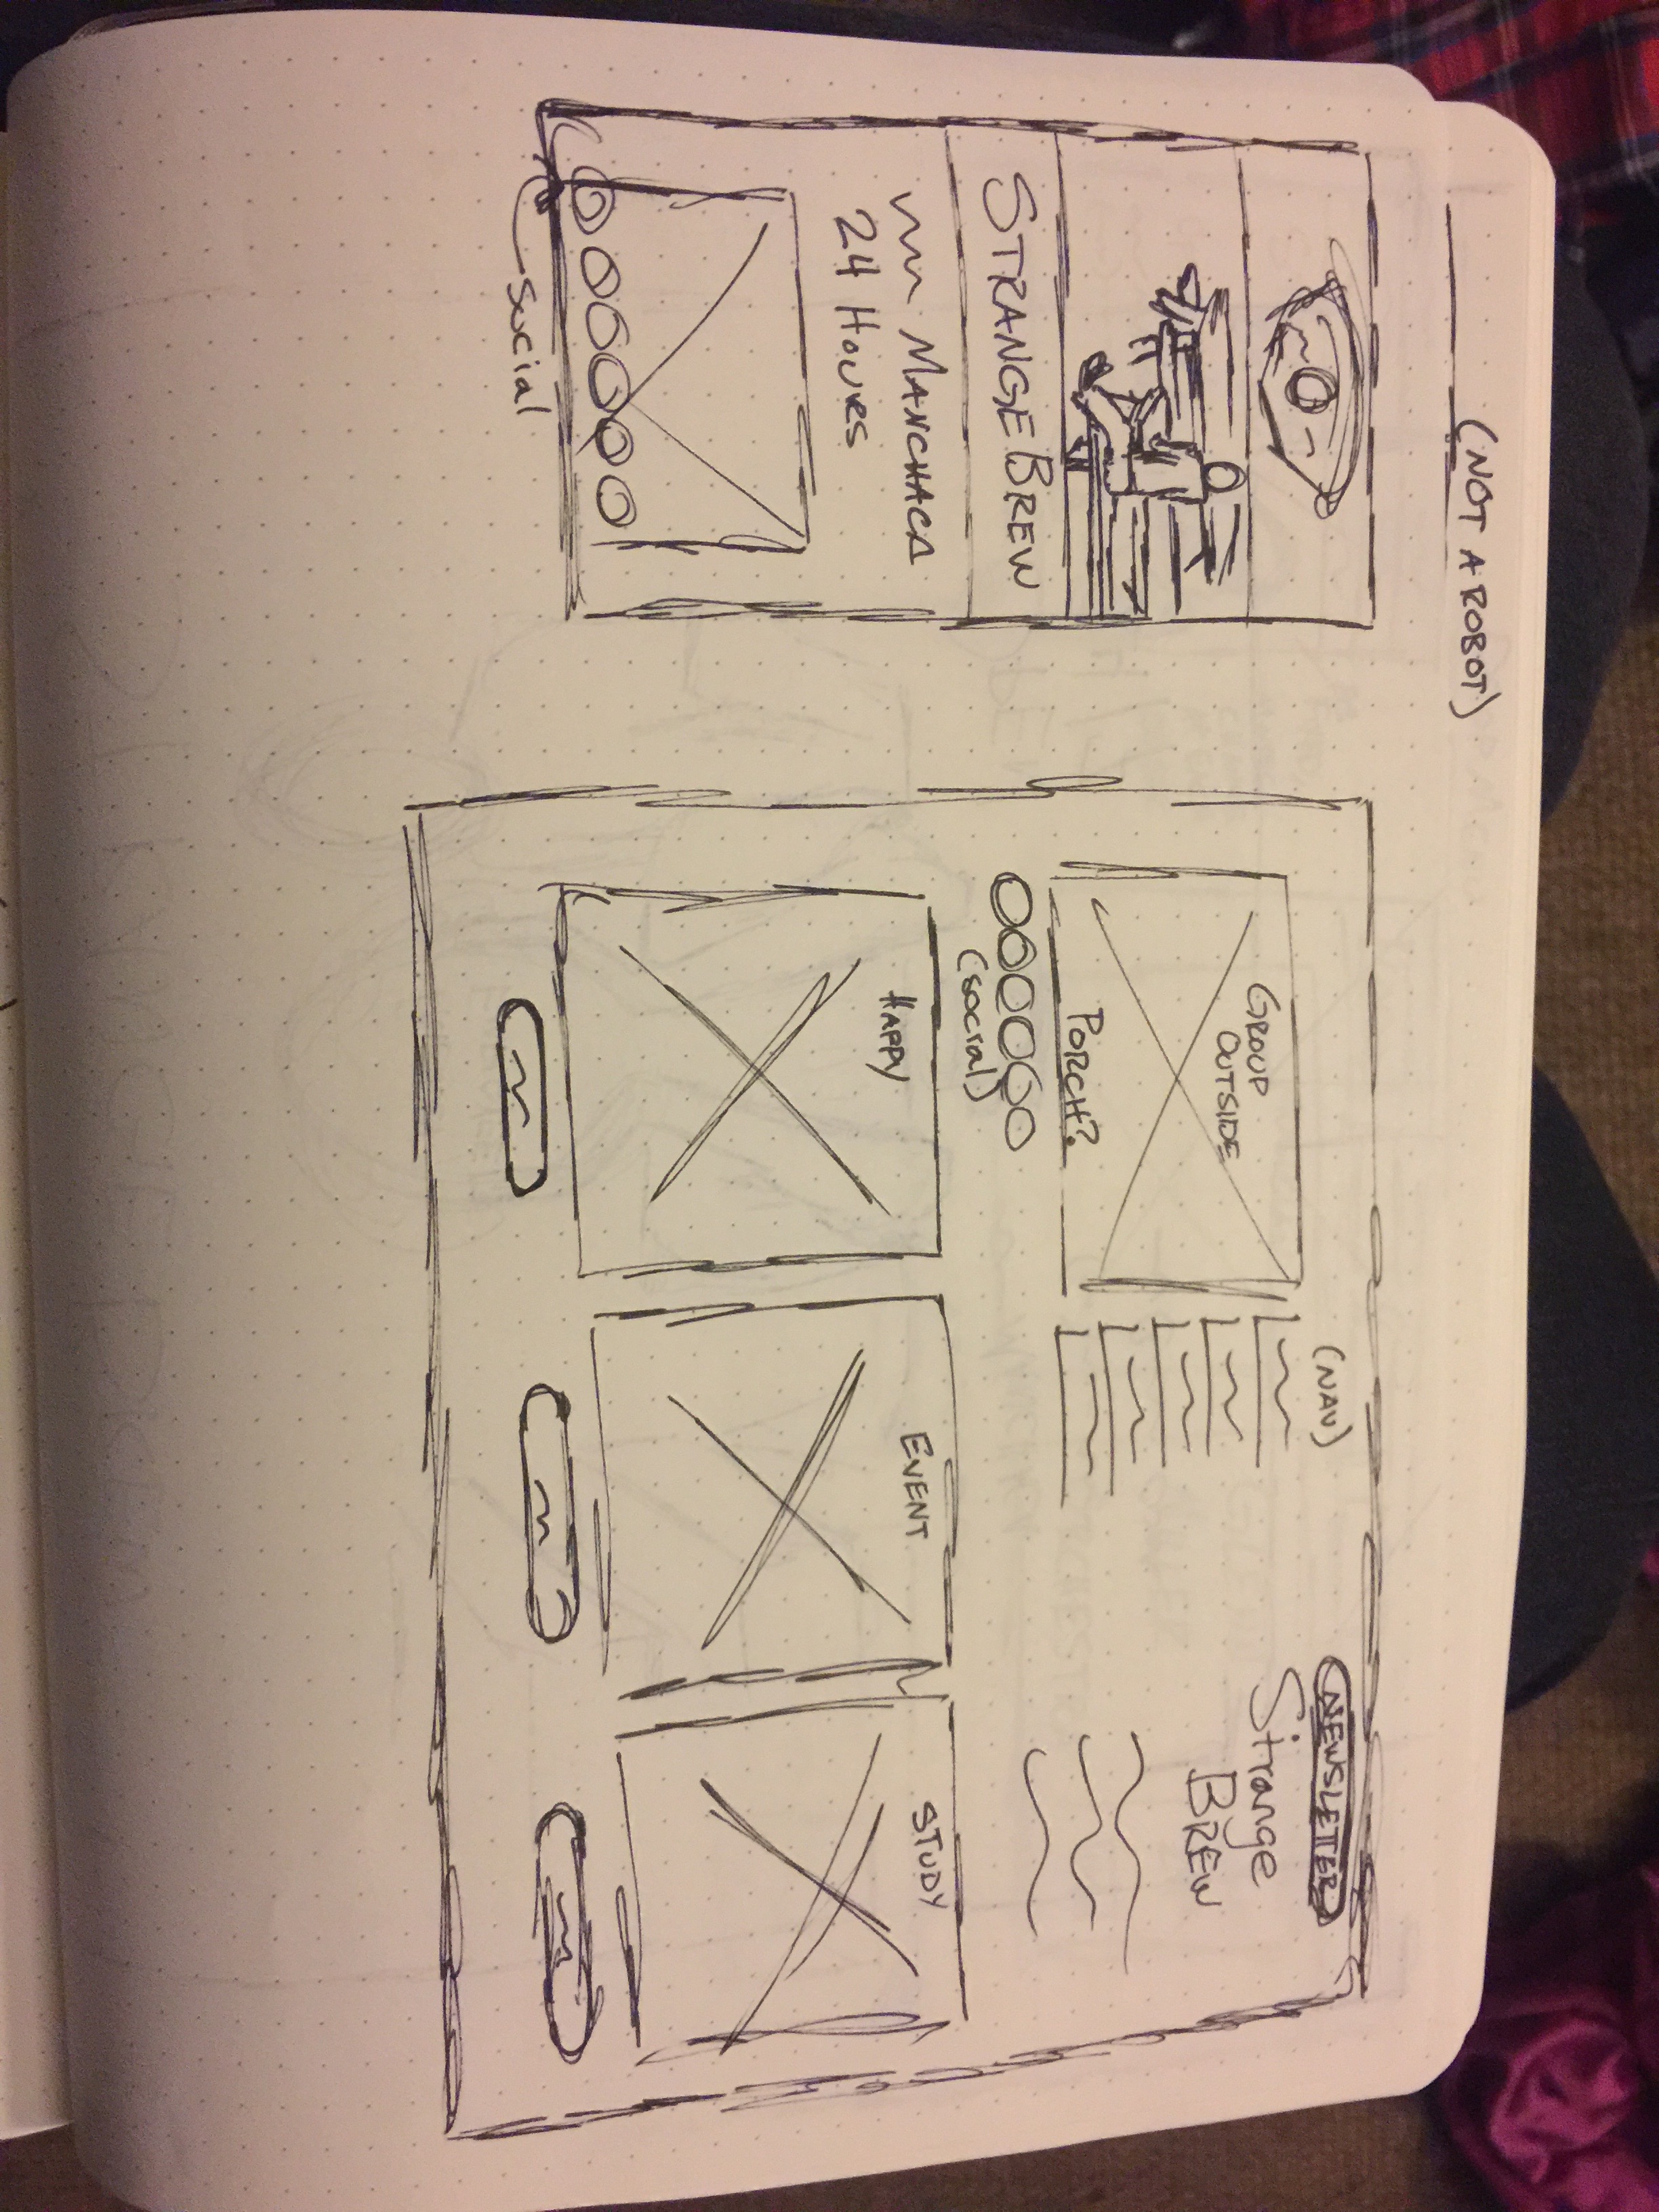 (NOT A ROBOT)
STRANGE BREW
MANCHACA
24 HOURS
Social
GROUP
OUTSIDE
PORCH?
(social)
(NAV)
NEWSLETTER
Strange
BREW
HAPPY
EVENT
STUDY